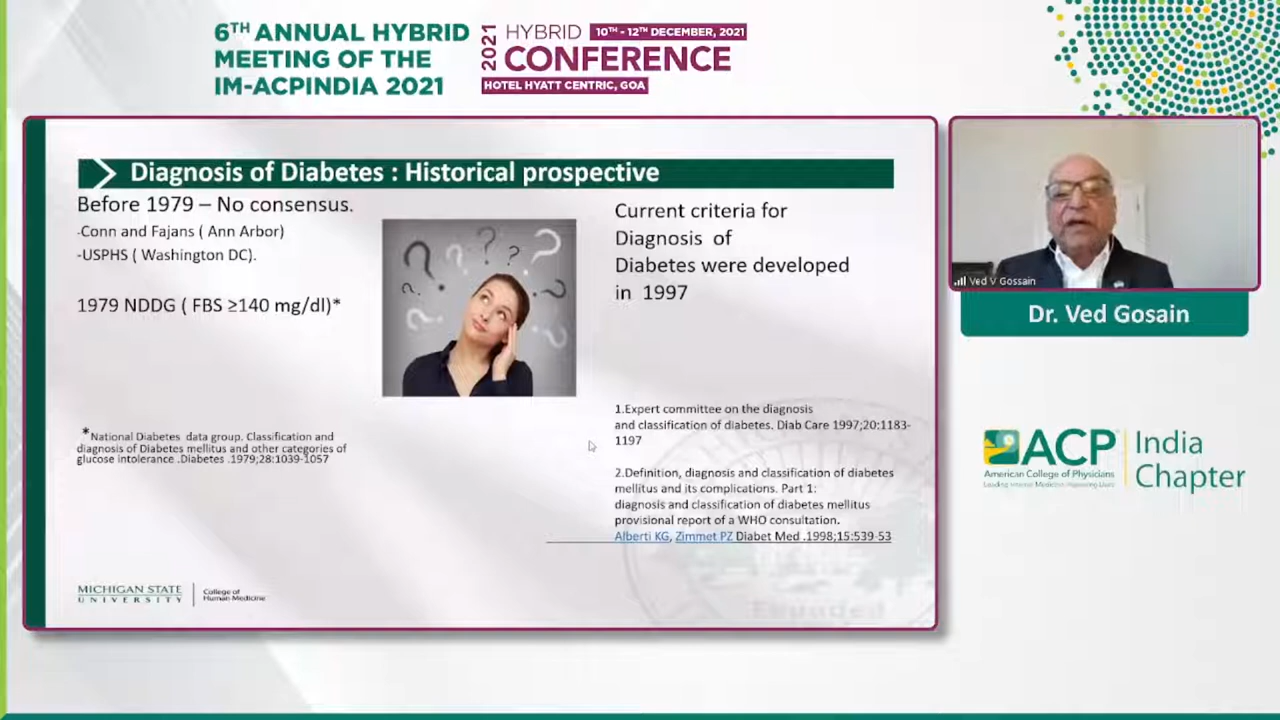 6TH ANNUAL HYBRID
MEETING OF THE
IM-ACPINDIA 2021
2021
HYBRID
10TH - 12TH DECEMBER, 2021
CONFERENCE
HOTEL HYATT CENTRIC, GOA
Diagnosis of Diabetes : Historical prospective
Before 1979 – No consensus.
-Conn and Fajans ( Ann Arbor)
-USPHS ( Washington DC).
1979 NDDG ( FBS ≥140 mg/dl)*
*National Diabetes data group. Classification and
diagnosis of Diabetes mellitus and other categories of
glucose intolerance .Diabetes .1979;28:1039-1057
Current criteria for
Diagnosis of
Diabetes were developed
in 1997
1.Expert committee on the diagnosis
and classification of diabetes. Diab Care 1997;20:1183-
1197
2.Definition, diagnosis and classification of diabetes
mellitus and its complications. Part 1:
diagnosis and classification of diabetes mellitus
provisional report of a WHO consultation.
Alberti KG, Zimmet PZ Diabet Med .1998;15:539-53
MICHIGAN STATE
UNIVERSITY
College of
Human Medicine
Founded
Ved V Gossain
Dr. Ved Gosain
ACP
American College of Physicians
Leading Internal Medicine, Improving Lives
India
Chapter